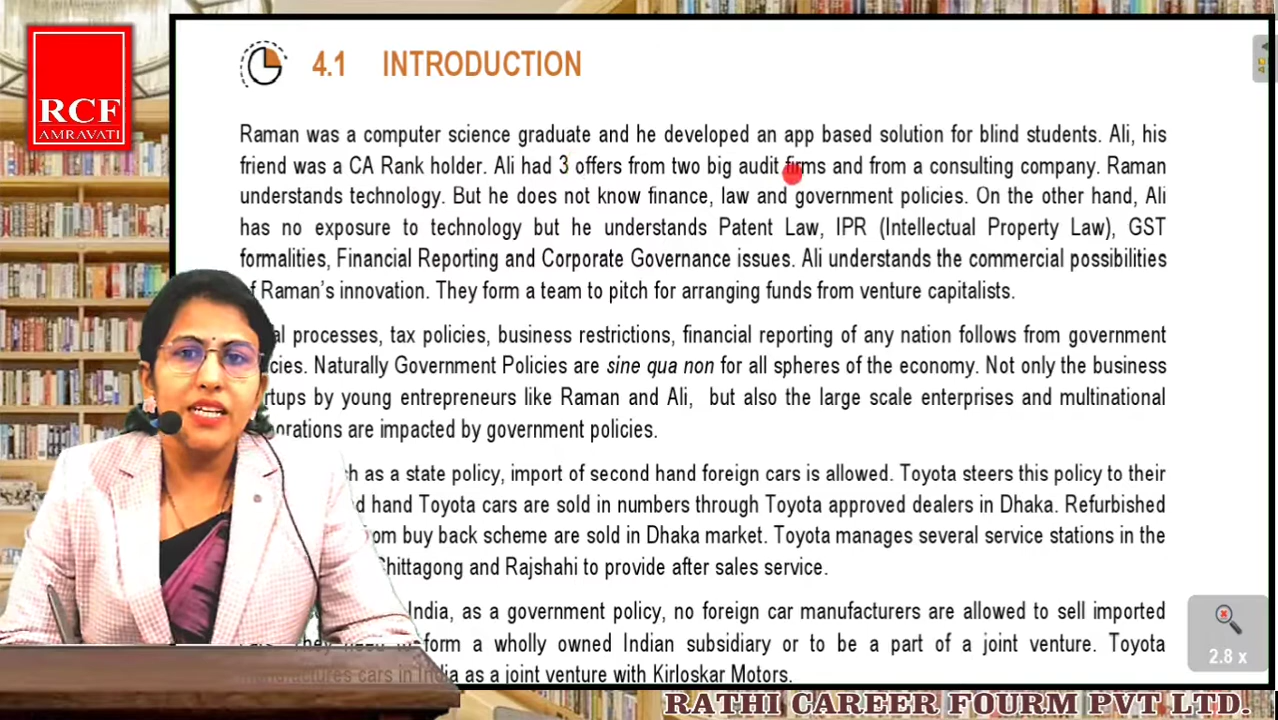 RCF
AMRAVATI
4.1 INTRODUCTION
Raman was a computer science graduate and he developed an app based solution for blind students. Ali, his
friend was a CA Rank holder. Ali had 3 offers from two big audit firms and from a consulting company. Raman
understands technology. But he does not know finance, law and government policies. On the other hand, Ali
has no exposure to technology but he understands Patent Law, IPR (Intellectual Property Law), GST
formalities, Financial Reporting and Corporate Governance issues. Ali understands the commercial possibilities
of Raman's innovation. They form a team to pitch for arranging funds from venture capitalists.
processes, tax policies, business restrictions, financial reporting of any nation follows from government
Naturally Government Policies are sine qua non for all spheres of the economy. Not only the business
by young entrepreneurs like Raman and Ali, but also the large scale enterprises and multinational
are impacted by government policies.
as a state policy, import of second hand foreign cars is allowed. Toyota steers this policy to their
hand Toyota cars are sold in numbers through Toyota approved dealers in Dhaka. Refurbished
from buy back scheme are sold in Dhaka market. Toyota manages several service stations in the
Chittagong and Rajshahi to provide after sales service.
India, as a government policy, no foreign car manufacturers are allowed to sell imported
form a wholly owned Indian subsidiary or to be a part of a joint venture. Toyota
manufactures cars in India as a joint venture with Kirloskar Motors.
2.8 x
RATHI CAREER FOURM PVT LTD.